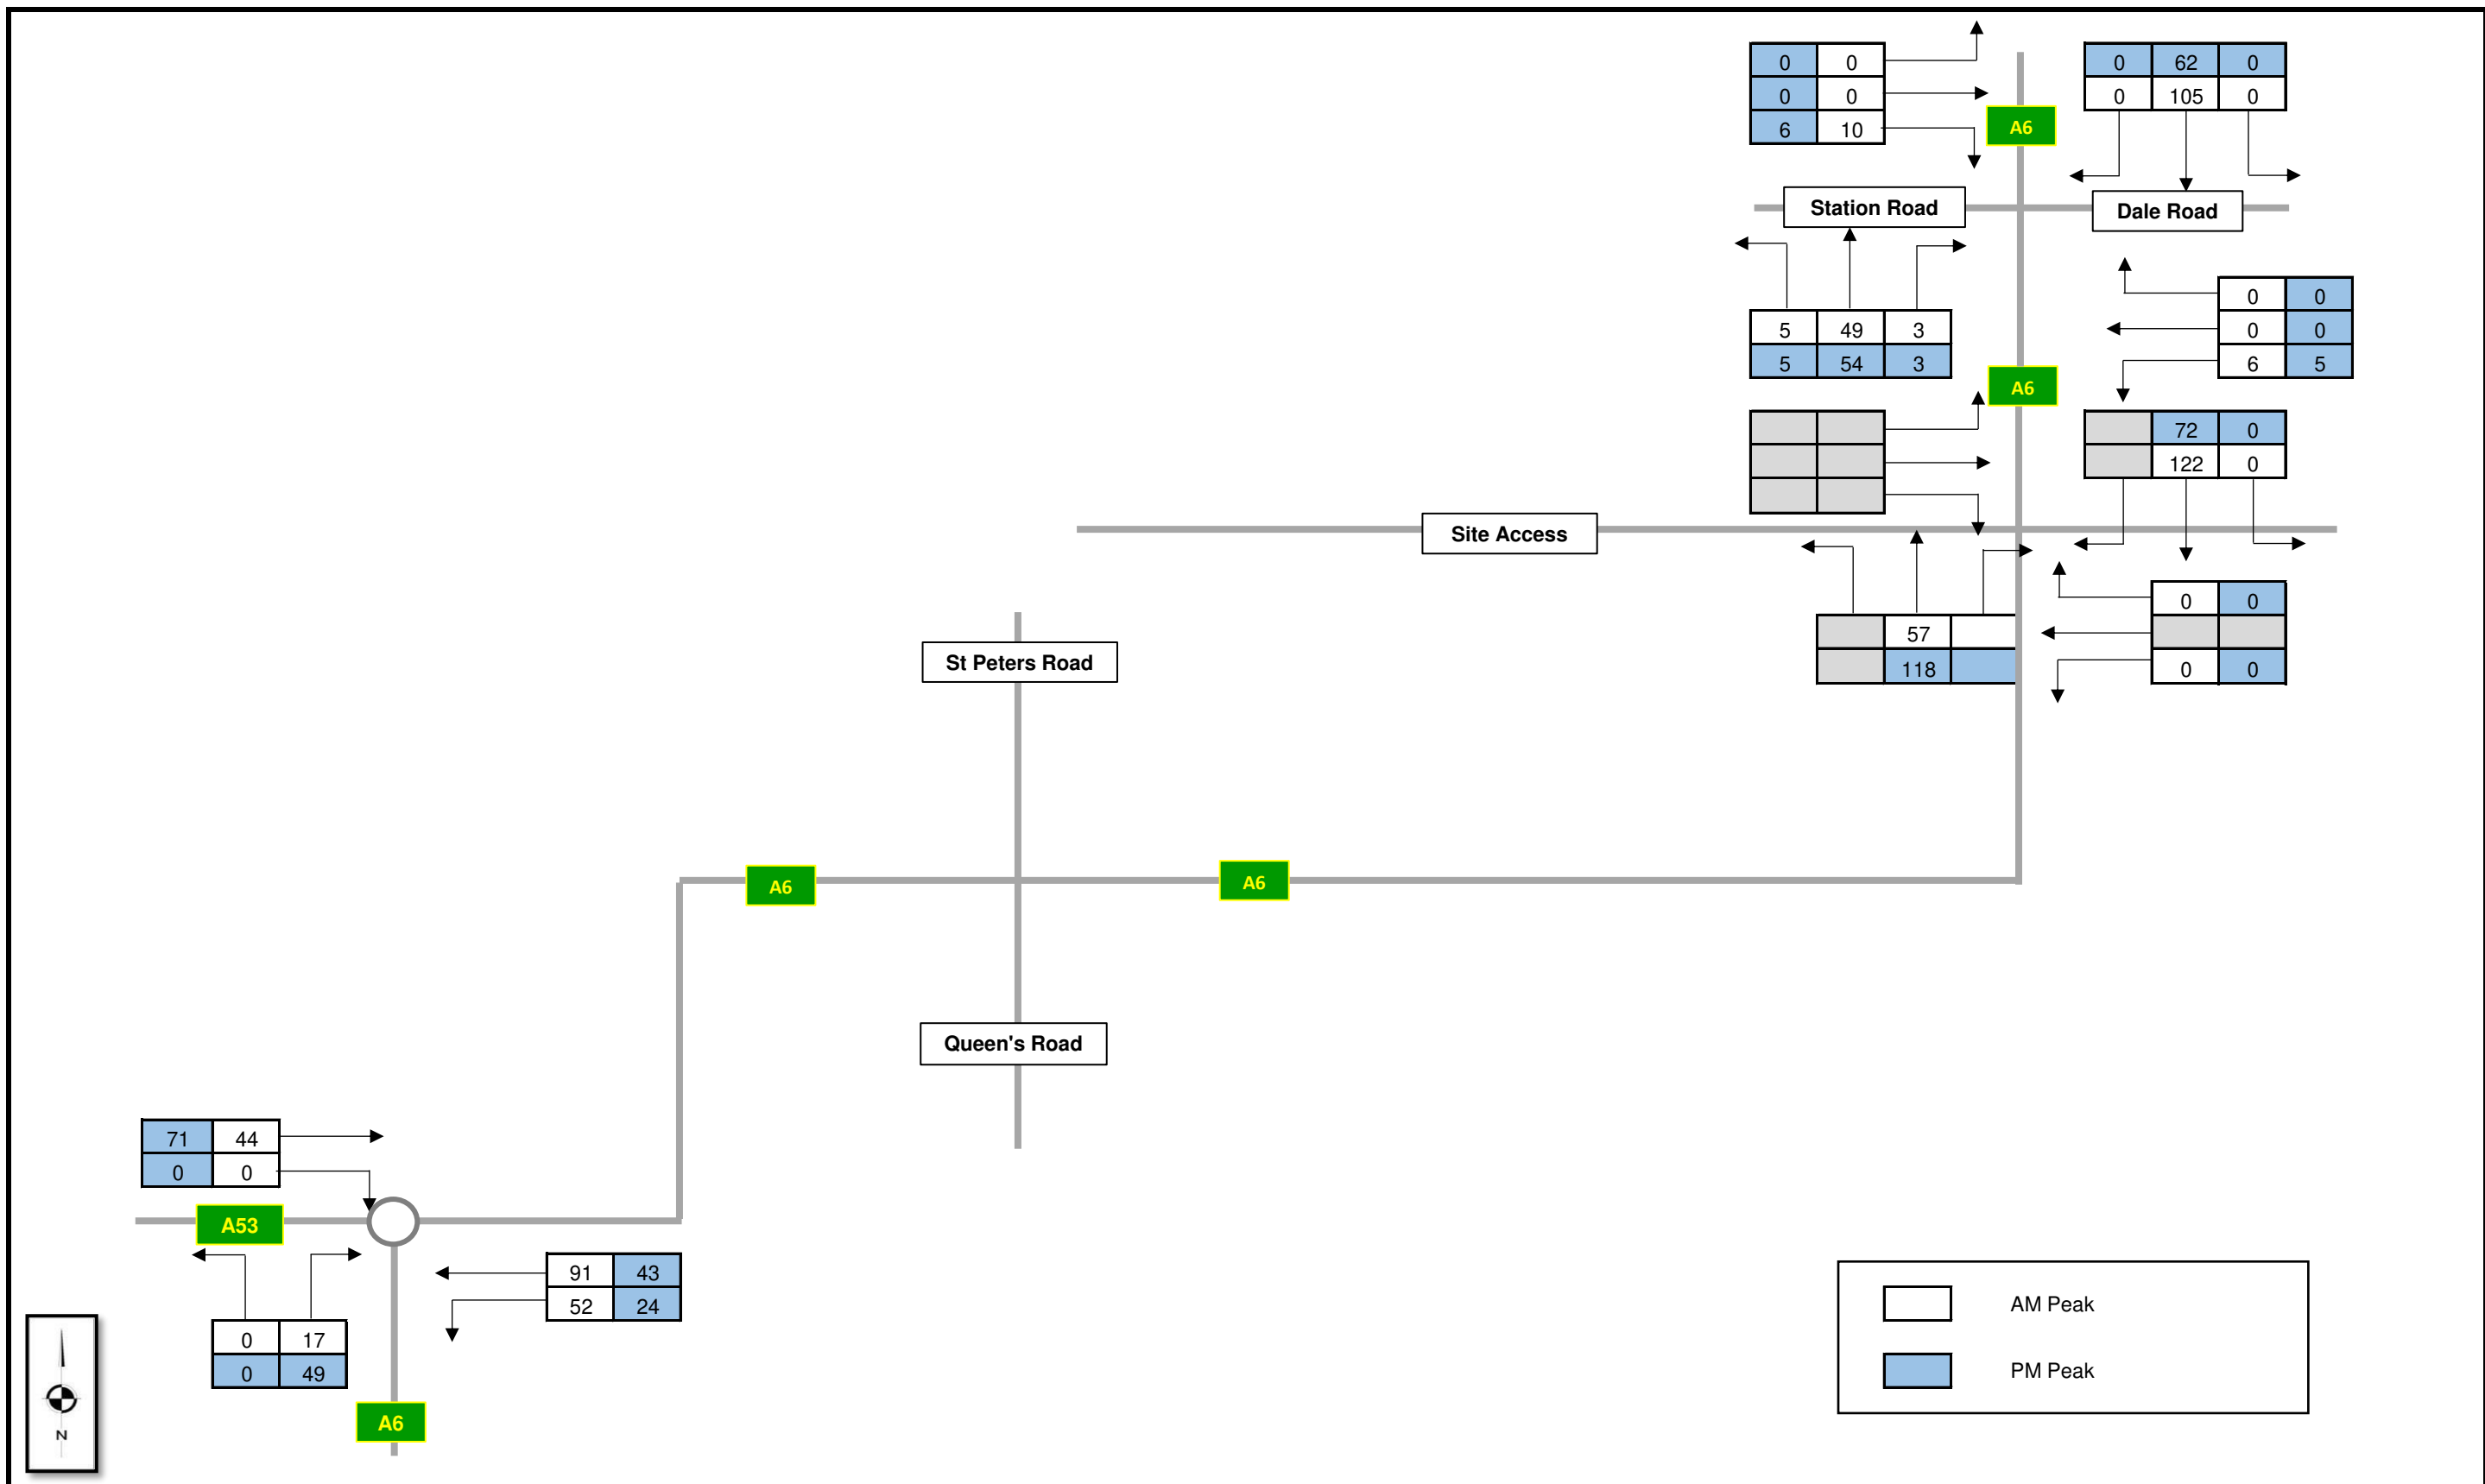 0 0
0 0
6 10
A6
0 62 0
0 105 0
Station Road
Dale Road
5 49 3
5 54 3
0 0
0 0
6 5
A6
72 0
122 0
Site Access
57
118
0 0
0 0
St Peters Road
A6
A6
Queen's Road
71 44
0 0
A53
91 43
52 24
0 17
0 49
A6
N
AM Peak
PM Peak